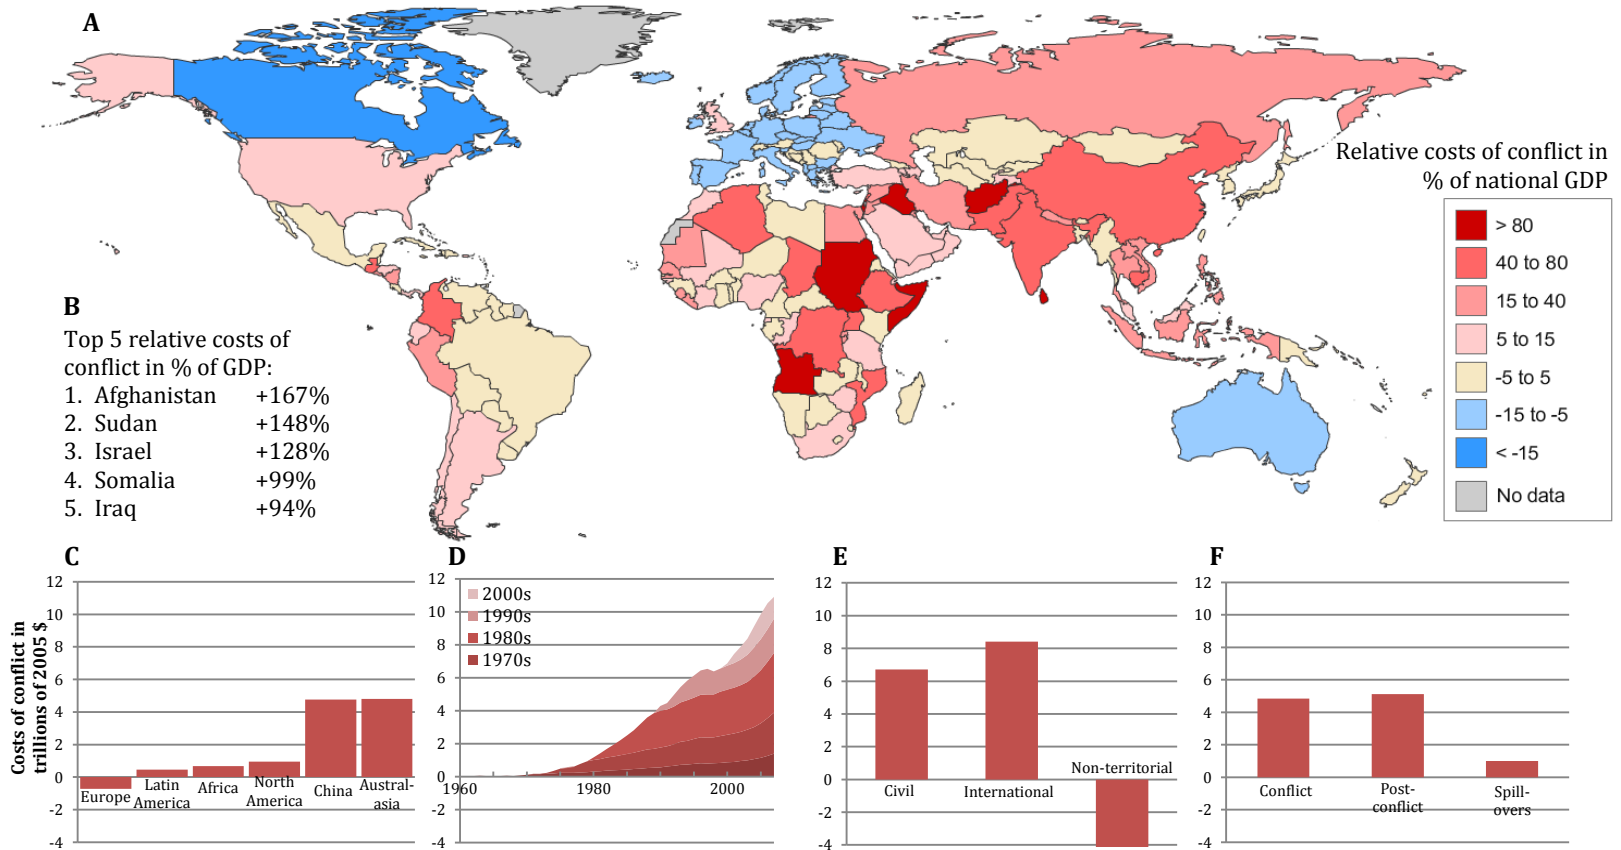 A
Relative costs of conflict in
% of national GDP
> 80
40 to 80
15 to 40
5 to 15
-5 to 5
-15 to -5
< -15
No data
B
Top 5 relative costs of
conflict in % of GDP:
1. Afghanistan +167%
2. Sudan +148%
3. Israel +128%
4. Somalia +99%
5. Iraq +94%
C
Costs of conflict in
trillions of 2005 $
12
10
8
6
4
2
0
-2
-4
Europe
Latin
America
Africa
North
America
China
Austral-
asia
D
12
10
8
6
4
2
0
-2
-4
2000s
1990s
1980s
1970s
1960
1980
2000
E
12
10
8
6
4
2
0
-2
-4
Civil
International
Non-territorial
F
12
10
8
6
4
2
0
-2
-4
Conflict
Post-
conflict
Spill-
overs